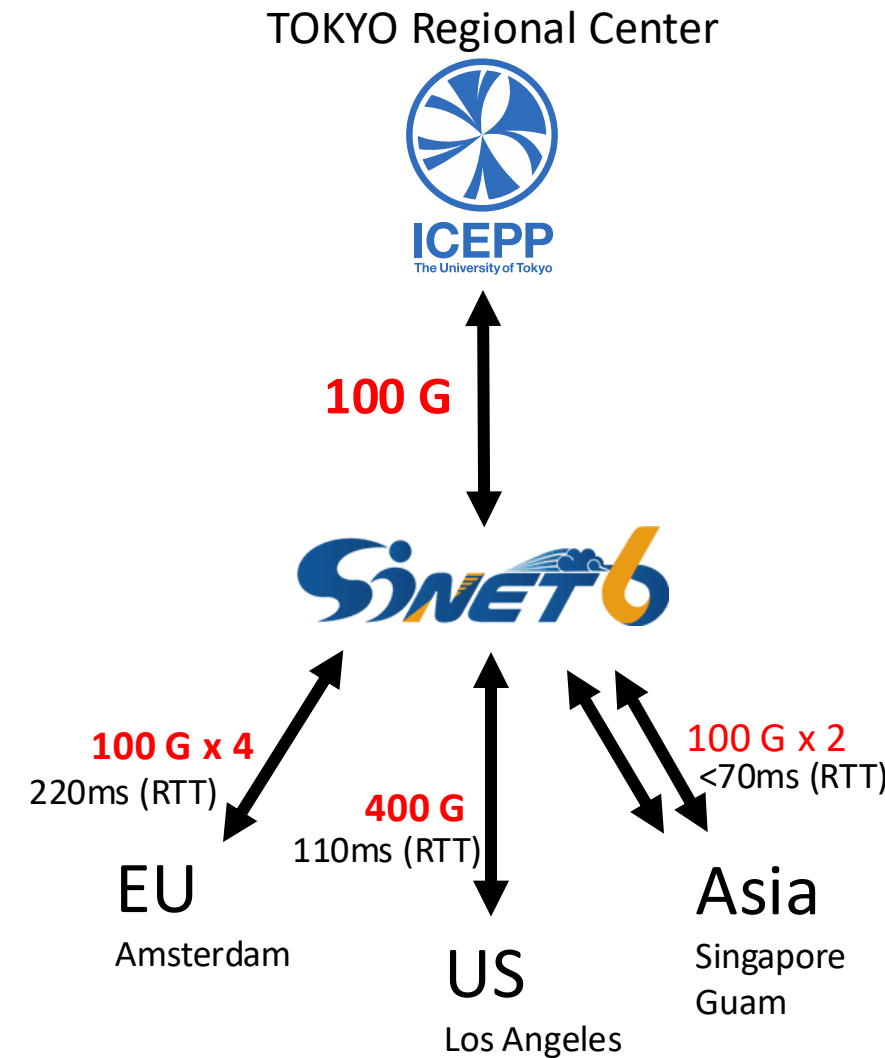 TOKYO Regional Center
ICEPP
The University of Tokyo
100 G
SiNET6
100 G x 4
220ms (RTT)
400 G
110ms (RTT)
100 G x 2
<70ms (RTT)
EU
Amsterdam
US
Los Angeles
Asia
Singapore
Guam